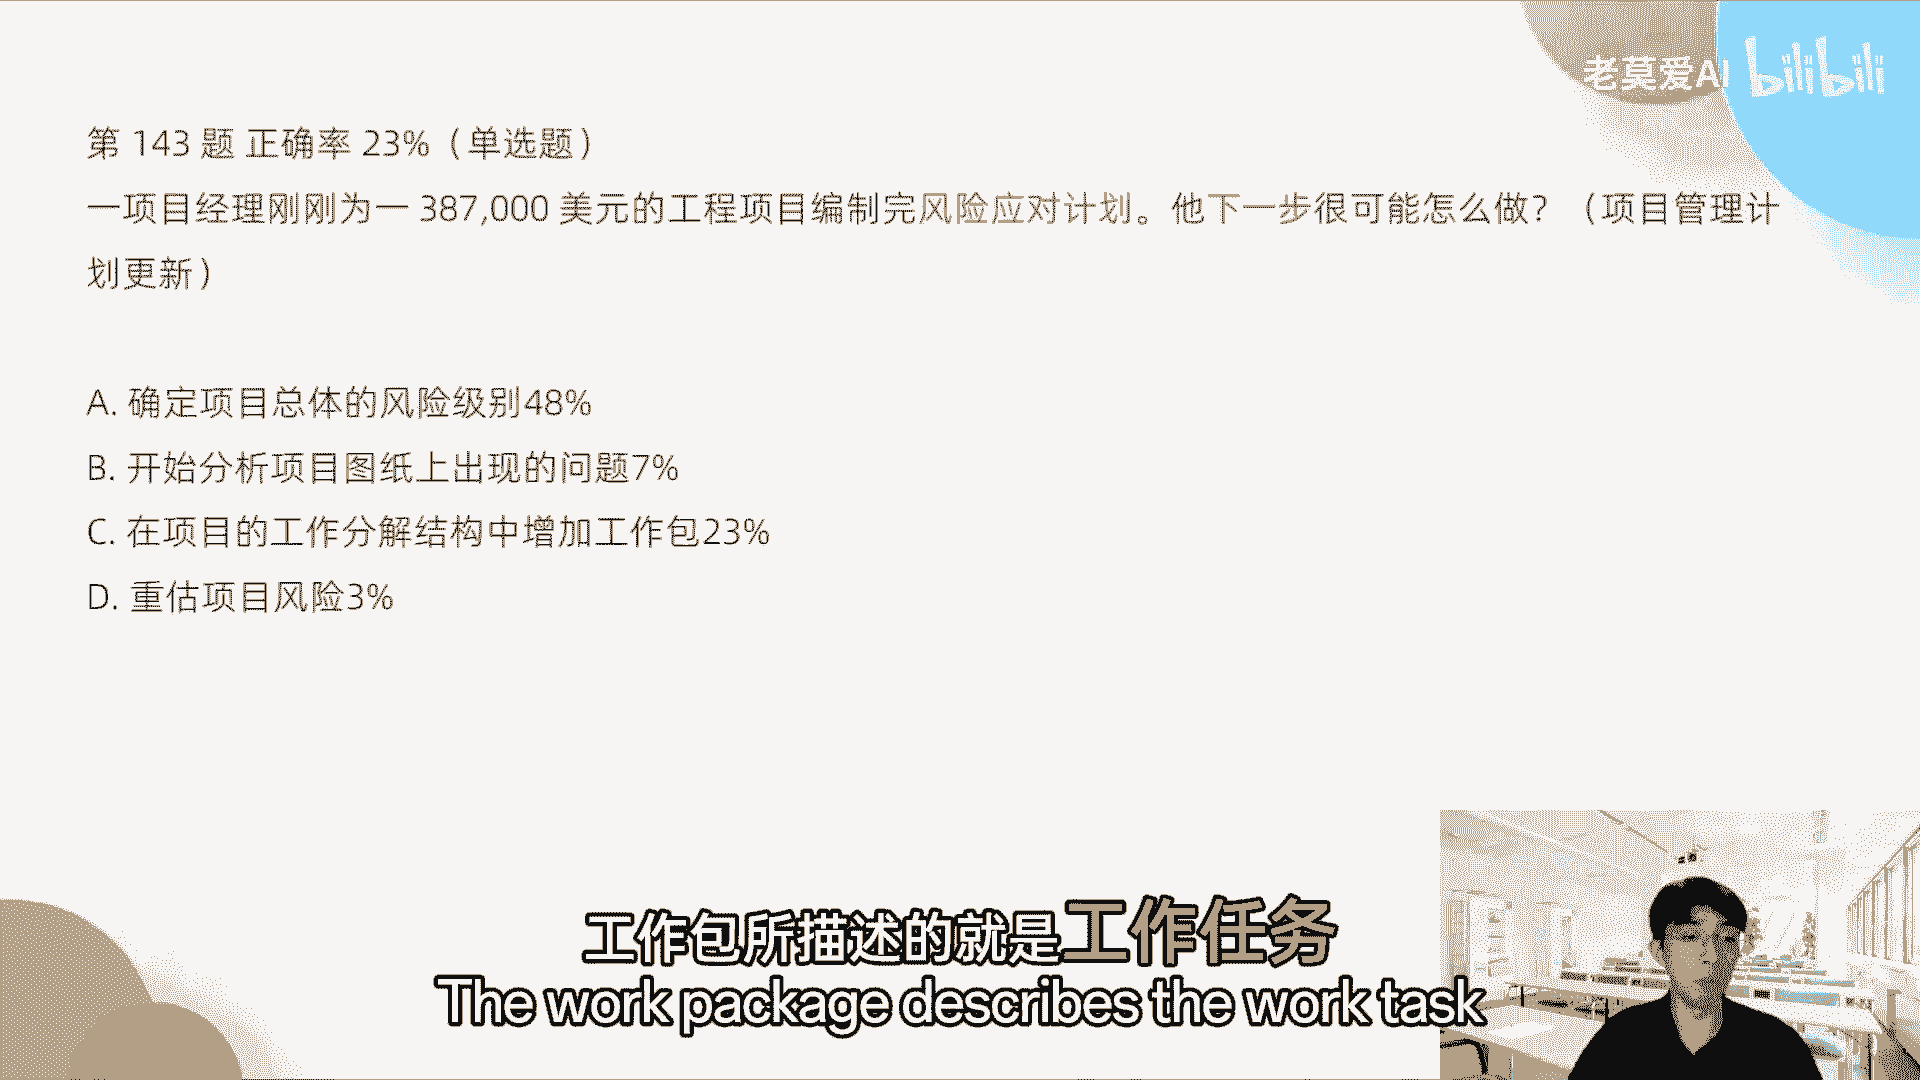 老莫爱AI bilibili
第 143 题 正确率 23%（单选题）
一项目经理刚刚为一 387,000 美元的工程项目编制完风险应对计划。他下一步很可能怎么做？（项目管理计
划更新）
A. 确定项目总体的风险级别48%
B. 开始分析项目图纸上出现的问题7%
C. 在项目的工作分解结构中增加工作包23%
D. 重估项目风险3%
工作包所描述的就是工作任务
The work package describes the work task